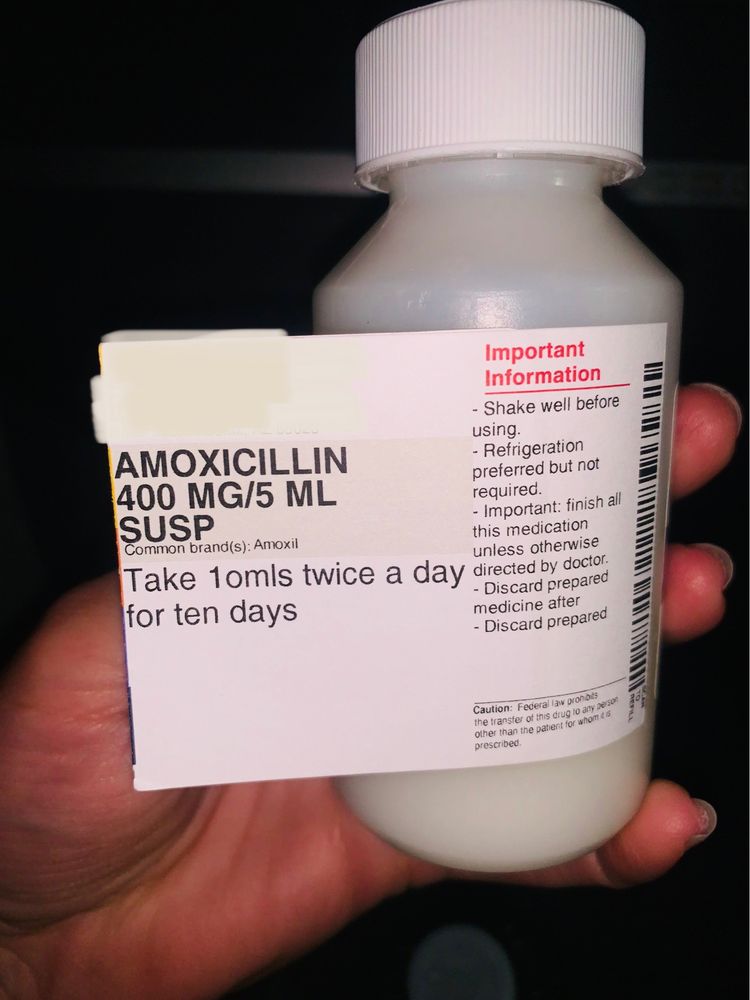 AMOXICILLIN
400 MG/5 ML
SUSP
Common brand(s): Amoxil
Take 1omls twice a day
for ten days
Important
Information
- Shake well before
using.
- Refrigeration
preferred but not
required.
- Important: finish all
this medication
unless otherwise
directed by doctor.
- Discard prepared
medicine after
- Discard prepared
Caution: Federal law prohibits
the transfer of this drug to any person
other than the patient for whom it is
prescribed.
SCAN
TO
REFILL